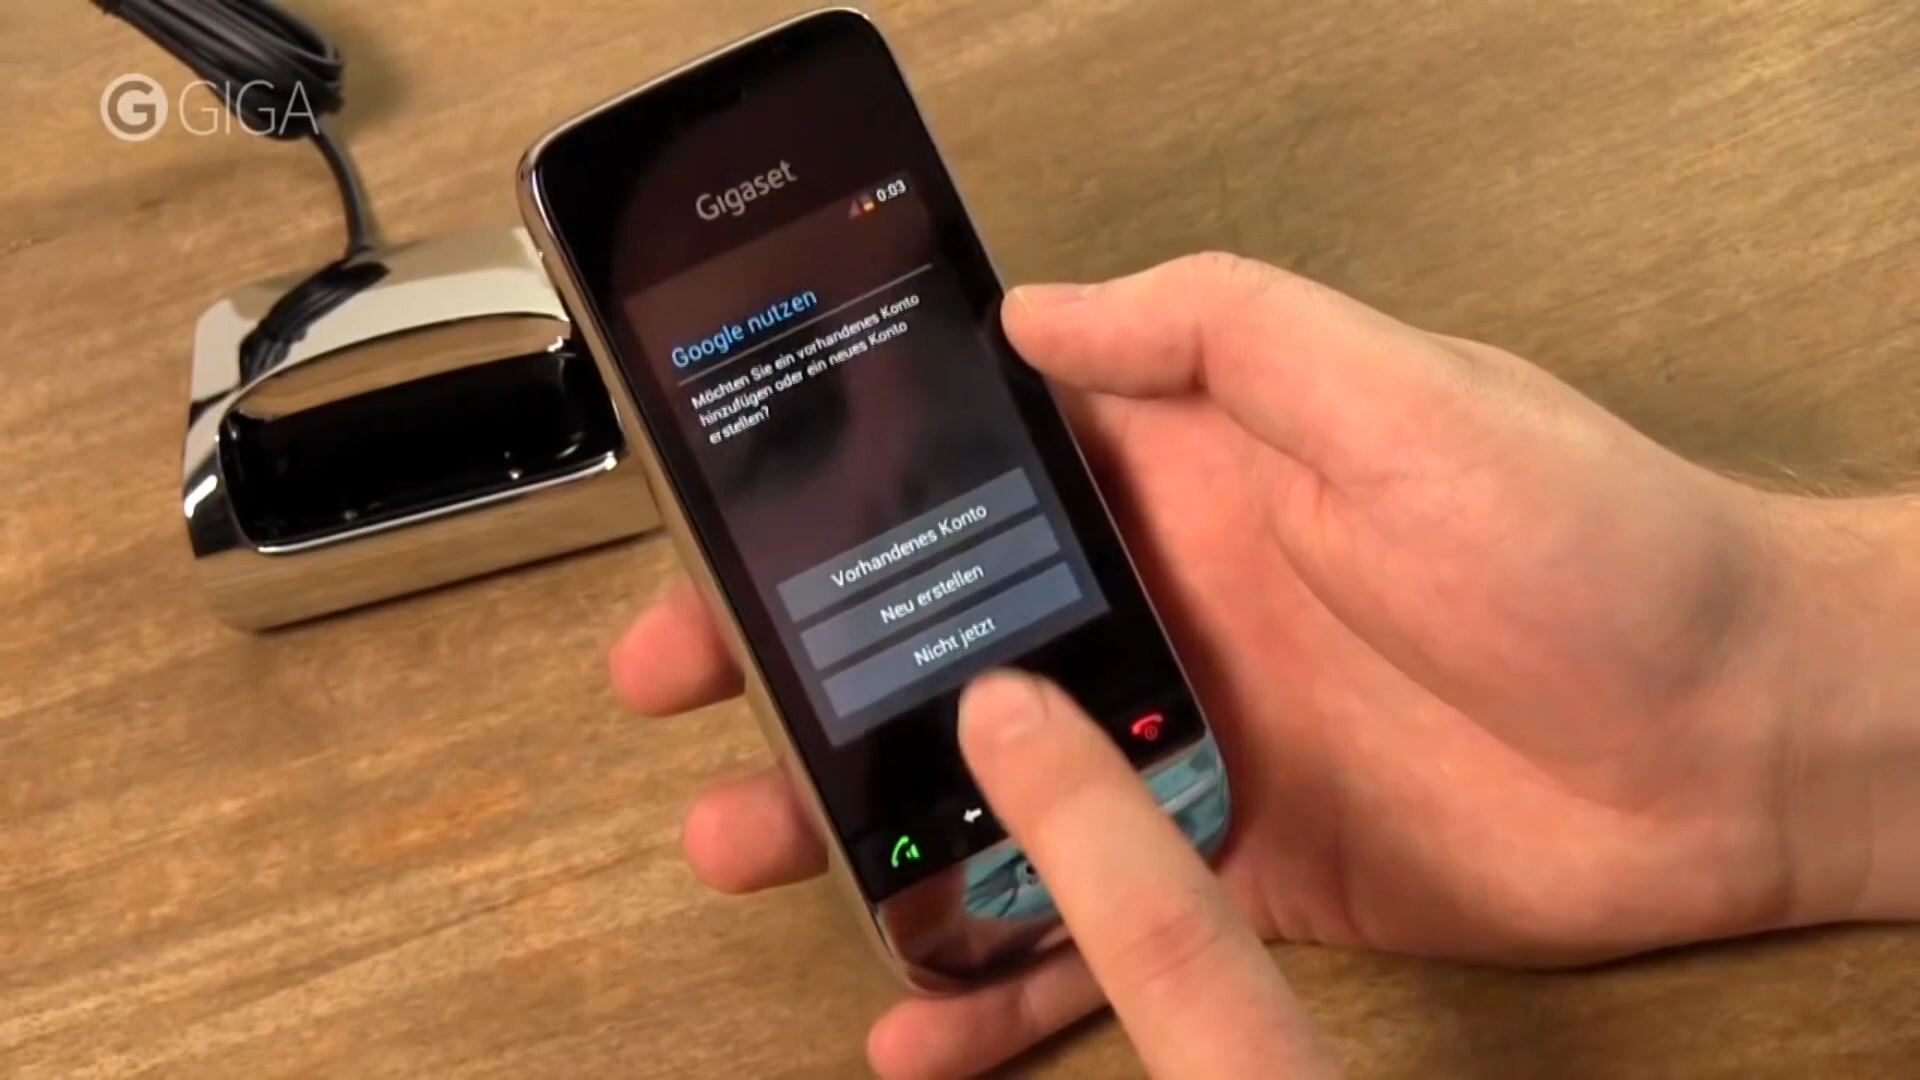 GIGA
Gigaset
0:03
Google nutzen
Möchten Sie ein vorhandenes Konto
hinzufügen oder ein neues Konto
erstellen?
Vorhandenes Konto
Neu erstellen
Nicht jetzt